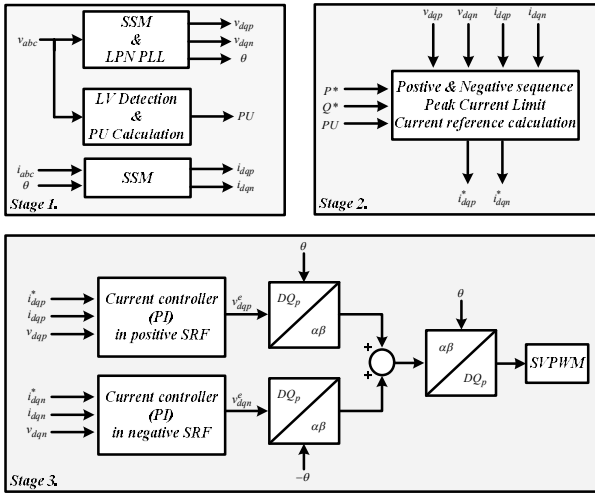 v_abc
SSM
&
LPN PLL
v_dqp
v_dqn
θ
LV Detection
&
PU Calculation
PU
i_abc
θ
SSM
i_dqp
i_dqn
Stage 1.
v_dqp v_dqn i_dqp i_dqn
P*
Q*
PU
Postive & Negative sequence
Peak Current Limit
Current reference calculation
i*_dqp i*_dqn
Stage 2.
i*_dqp
i_dqp
v_dqp
Current controller
(PI)
in positive SRF
v^e_dqp
θ
DQ_p
αβ
i*_dqn
i_dqn
v_dqn
Current controller
(PI)
in negative SRF
v^e_dqn
DQ_p
αβ
−θ
+
+
θ
αβ
DQ_p
SVPWM
Stage 3.